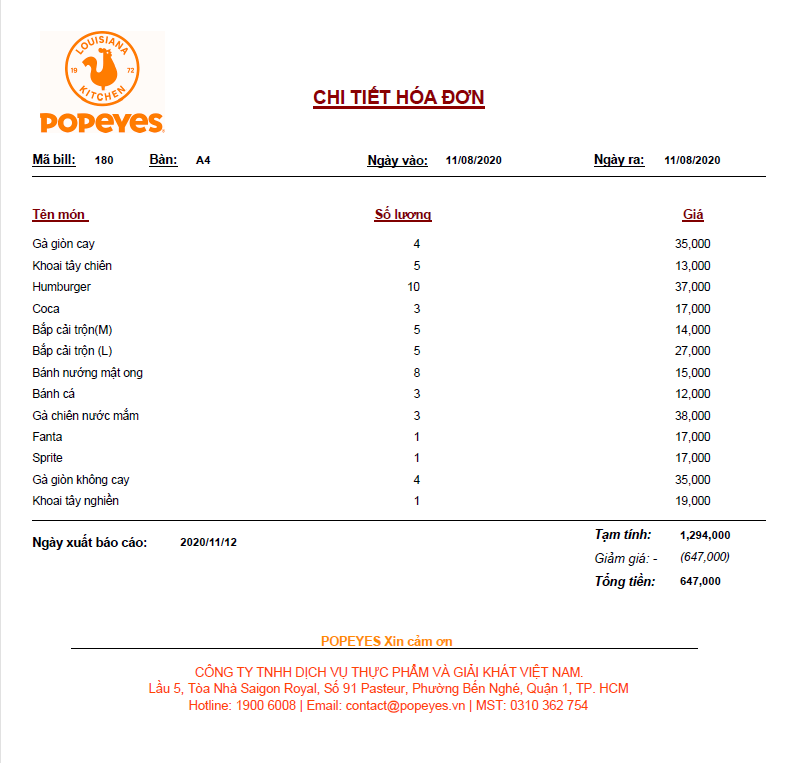 LOUISIANA
19 72
KITCHEN
POPEYES
CHI TIẾT HÓA ĐƠN
Mã bill: 180 Bàn: A4 Ngày vào: 11/08/2020 Ngày ra: 11/08/2020
Tên món Số lương Giá
Gà giòn cay 4 35,000
Khoai tây chiên 5 13,000
Humburger 10 37,000
Coca 3 17,000
Bắp cải trộn(M) 5 14,000
Bắp cải trộn (L) 5 27,000
Bánh nướng mật ong 8 15,000
Bánh cá 3 12,000
Gà chiên nước mắm 3 38,000
Fanta 1 17,000
Sprite 1 17,000
Gà giòn không cay 4 35,000
Khoai tây nghiền 1 19,000
Ngày xuất báo cáo: 2020/11/12
Tạm tính: 1,294,000
Giảm giá: - (647,000)
Tổng tiền: 647,000
POPEYES Xin cảm ơn
CÔNG TY TNHH DỊCH VỤ THỰC PHẨM VÀ GIẢI KHÁT VIỆT NAM.
Lầu 5, Tòa Nhà Saigon Royal, Số 91 Pasteur, Phường Bến Nghé, Quận 1, TP. HCM
Hotline: 1900 6008 | Email: contact@popeyes.vn | MST: 0310 362 754